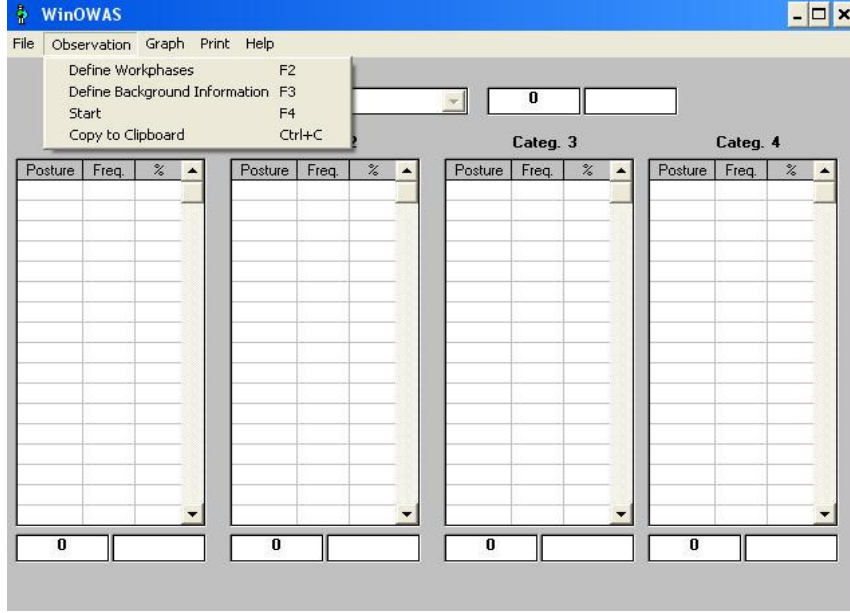 WinOWAS
File Observation Graph Print Help
Define Workphases F2
Define Background Information F3
Start F4
Copy to Clipboard Ctrl+C
0
Categ. 3 Categ. 4
Posture Freq. % Posture Freq. % Posture Freq. % Posture Freq. %
0 0 0 0